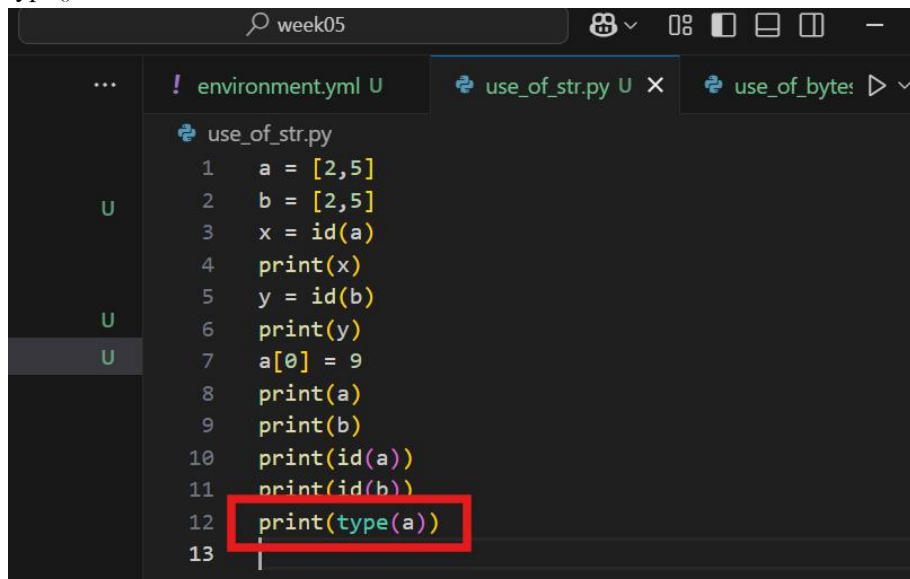 week05
... ! environment.yml U use_of_str.py U X use_of_bytes
use_of_str.py
1 a = [2,5]
2 b = [2,5]
U
3 x = id(a)
4 print(x)
5 y = id(b)
U
6 print(y)
U
7 a[0] = 9
8 print(a)
9 print(b)
10 print(id(a))
11 print(id(b))
12 print(type(a))
13